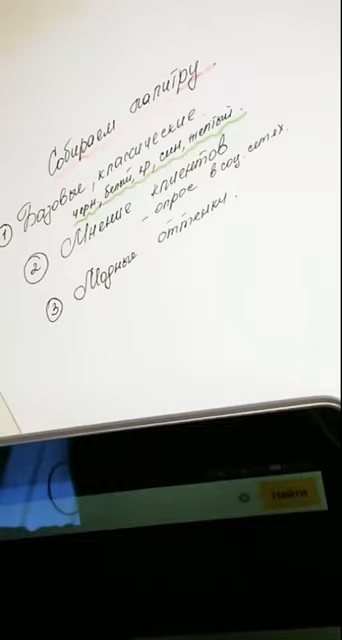 Собираем палитру.
① Базовые, классические.
черн, белый, кр, син, желтый.
② Мнение клиентов
- опрос в соц. сетях.
③ Модные оттенки.
Найти